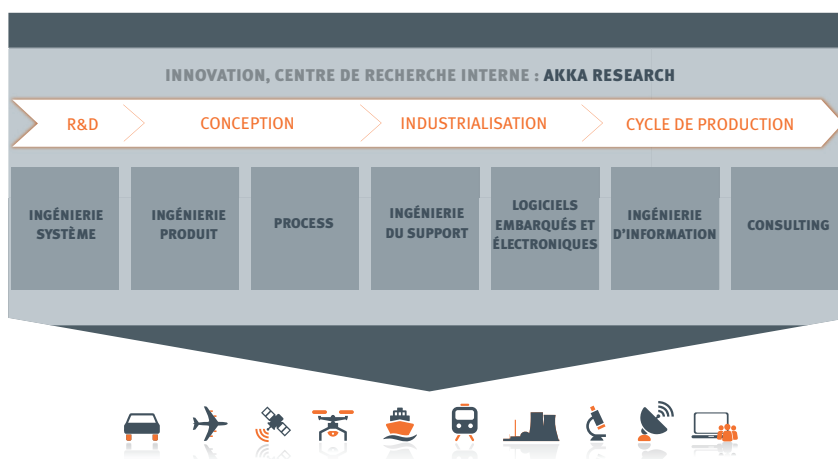 INNOVATION, CENTRE DE RECHERCHE INTERNE : AKKA RESEARCH
R&D
CONCEPTION
INDUSTRIALISATION
CYCLE DE PRODUCTION
INGÉNIERIE
SYSTÈME
INGÉNIERIE
PRODUIT
PROCESS
INGÉNIERIE
DU SUPPORT
LOGICIELS
EMBARQUÉS ET
ÉLECTRONIQUES
INGÉNIERIE
D'INFORMATION
CONSULTING